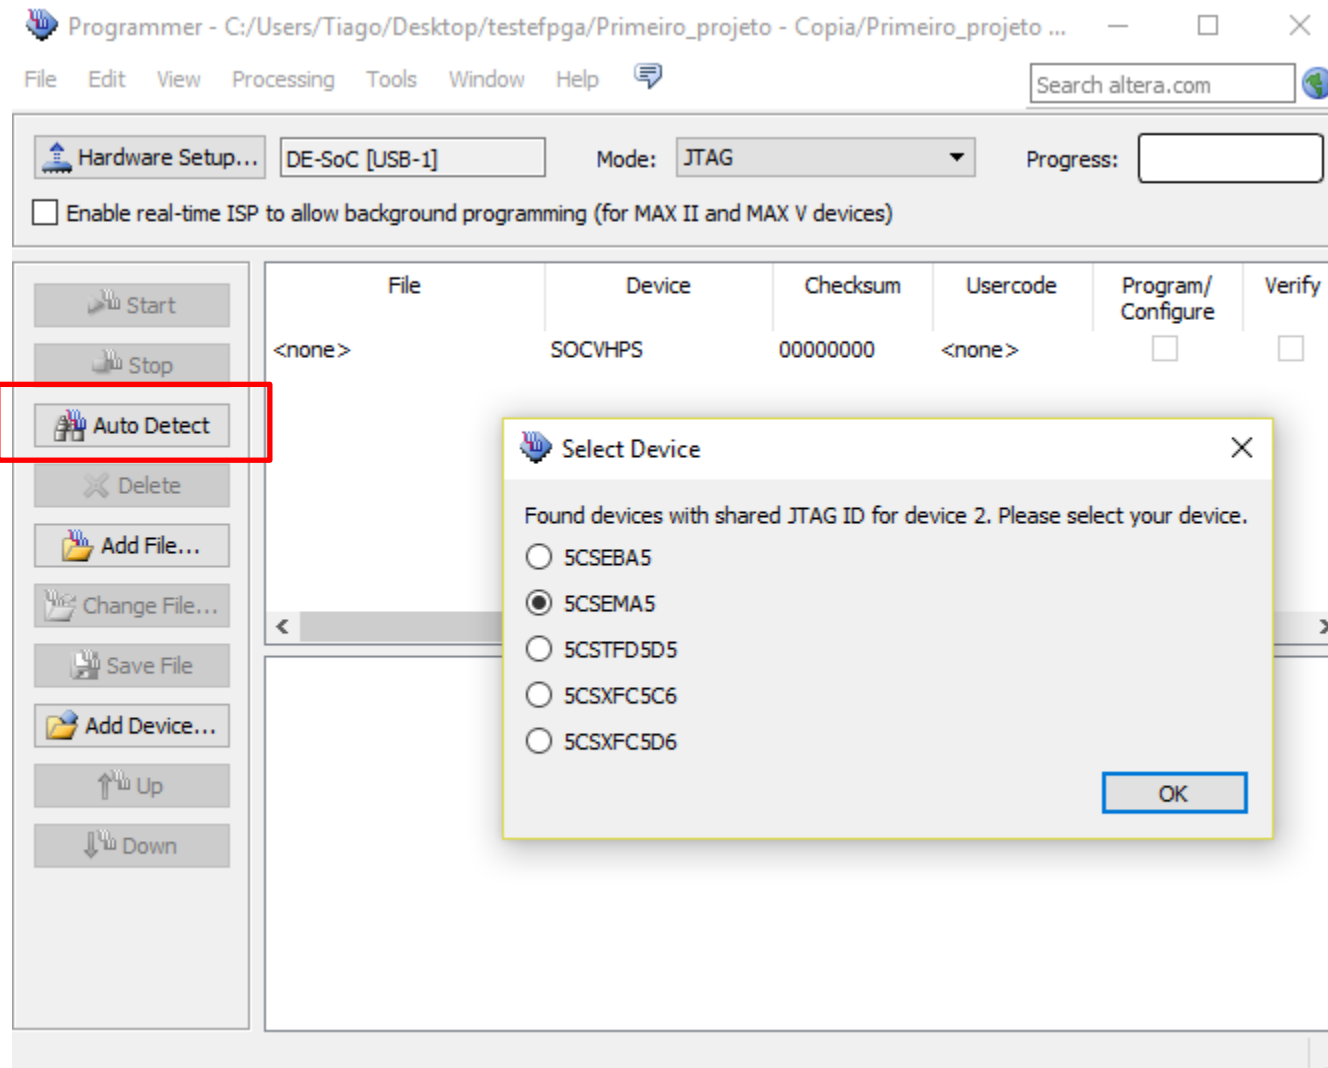 Programmer - C:/Users/Tiago/Desktop/testefpga/Primeiro_projeto - Copia/Primeiro_projeto ...
File Edit View Processing Tools Window Help
Search altera.com
Hardware Setup... DE-SoC [USB-1] Mode: JTAG Progress:
Enable real-time ISP to allow background programming (for MAX II and MAX V devices)
File Device Checksum Usercode Program/ Verify
Configure
<none> SOCVHPS 00000000 <none>
Start
Stop
Auto Detect
Delete
Add File...
Change File...
Save File
Add Device...
Up
Down
Select Device
Found devices with shared JTAG ID for device 2. Please select your device.
5CSEBA5
5CSEMA5
5CSTFD5D5
5CSXFC5C6
5CSXFC5D6
OK